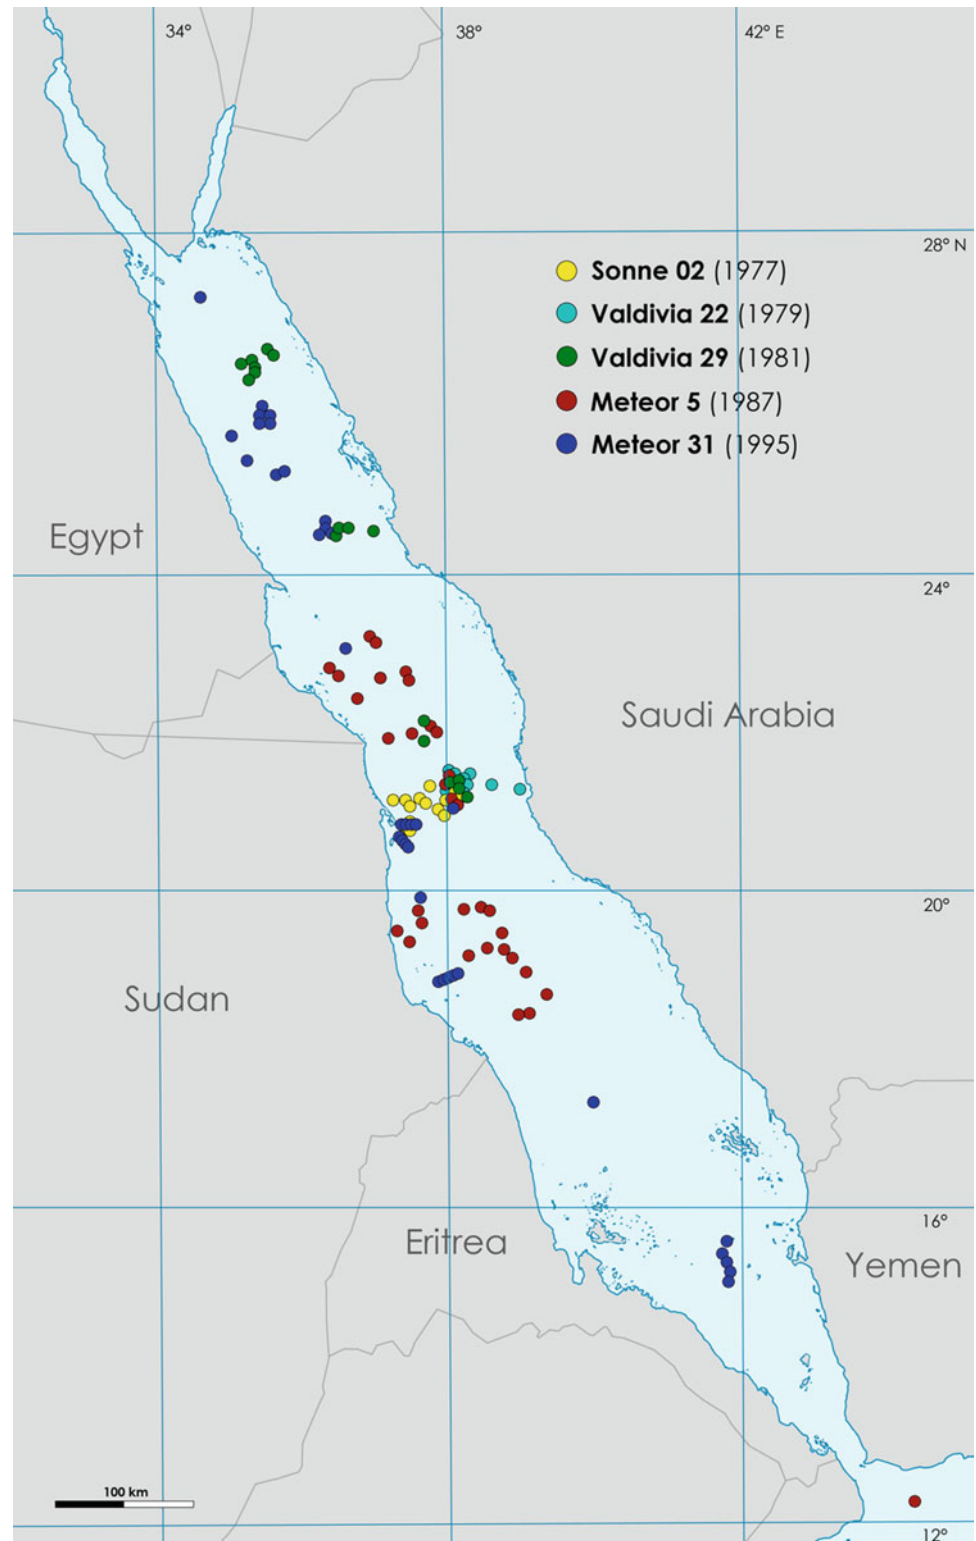 34°
38°
42° E
28° N
Sonne 02 (1977)
Valdivia 22 (1979)
Valdivia 29 (1981)
Meteor 5 (1987)
Meteor 31 (1995)
Egypt
24°
Saudi Arabia
20°
Sudan
16°
Eritrea
Yemen
100 km
12°